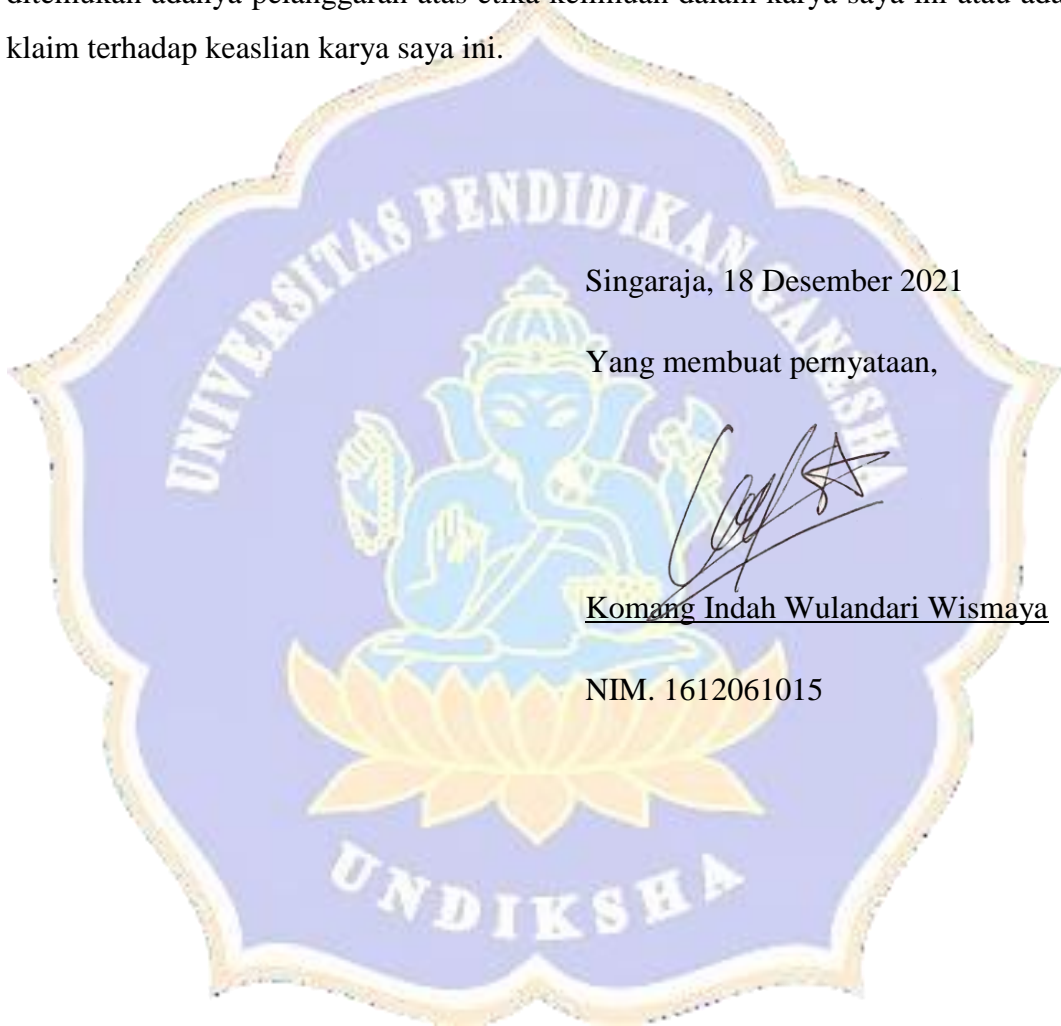 ditemukan adanya pelanggaran atas etika keilmuan dalam karya saya ini atau ada
klaim terhadap keaslian karya saya ini.
UNIVERSITAS PENDIDIKAN GANESHA
Singaraja, 18 Desember 2021
Yang membuat pernyataan,
Komang Indah Wulandari Wismaya
NIM. 1612061015
UNDIKSHA